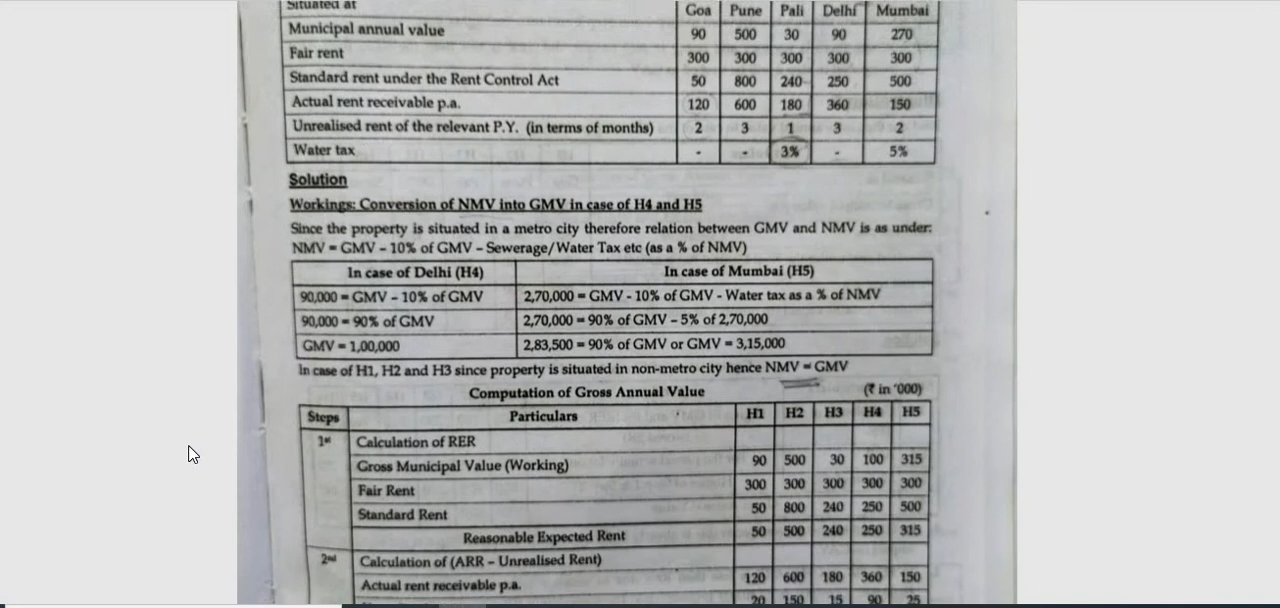 Situated at Goa Pune Pali Delhi Mumbai
Municipal annual value 90 500 30 90 270
Fair rent 300 300 300 300 300
Standard rent under the Rent Control Act 50 800 240 250 500
Actual rent receivable p.a. 120 600 180 360 150
Unrealised rent of the relevant P.Y. (in terms of months) 2 3 1 3 2
Water tax - - 3% - 5%
Solution
Workings: Conversion of NMV into GMV in case of H4 and H5
Since the property is situated in a metro city therefore relation between GMV and NMV is as under:
NMV = GMV - 10% of GMV - Sewerage/Water Tax etc (as a % of NMV)
In case of Delhi (H4) In case of Mumbai (H5)
90,000 = GMV - 10% of GMV 2,70,000 = GMV - 10% of GMV - Water tax as a % of NMV
90,000 = 90% of GMV 2,70,000 = 90% of GMV - 5% of 2,70,000
GMV = 1,00,000 2,83,500 = 90% of GMV or GMV = 3,15,000
In case of H1, H2 and H3 since property is situated in non-metro city hence NMV = GMV
Computation of Gross Annual Value (₹ in '000)
Steps Particulars H1 H2 H3 H4 H5
1st Calculation of RER
Gross Municipal Value (Working) 90 500 30 100 315
Fair Rent 300 300 300 300 300
Standard Rent 50 800 240 250 500
Reasonable Expected Rent 50 500 240 250 315
2nd Calculation of (ARR - Unrealised Rent)
Actual rent receivable p.a. 120 600 180 360 150
20 150 15 90 25